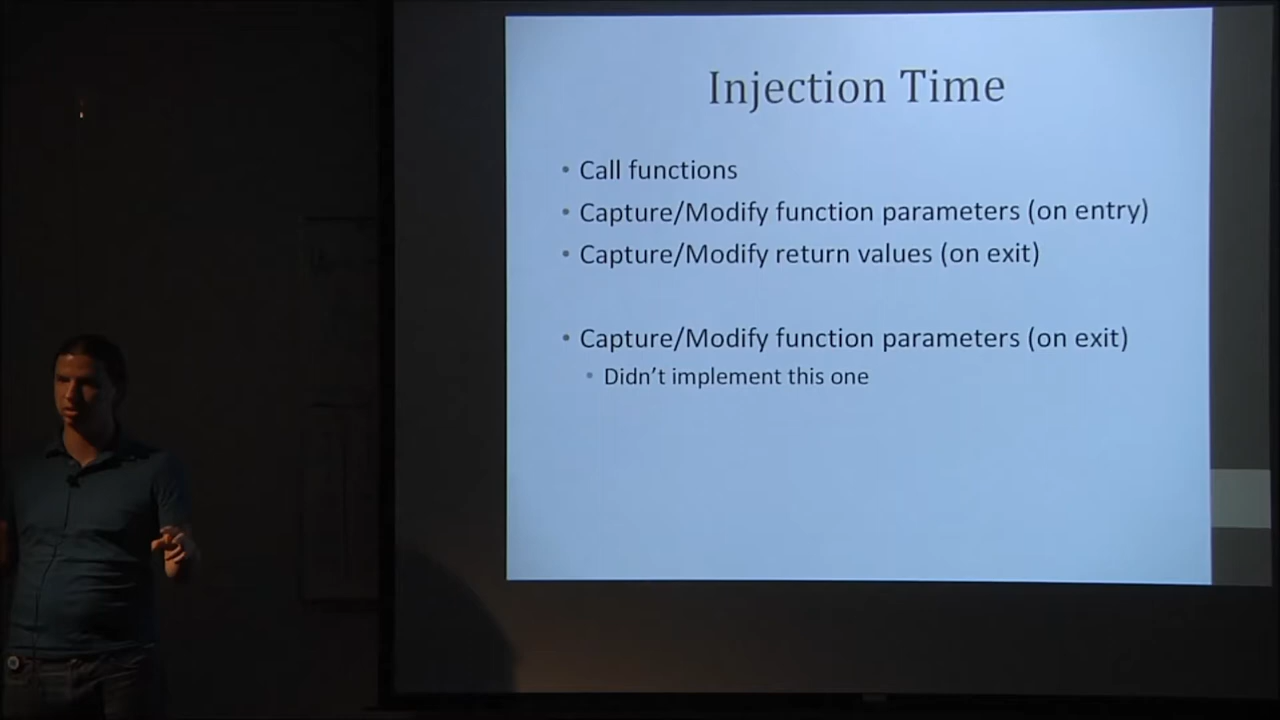 Injection Time
• Call functions
• Capture/Modify function parameters (on entry)
• Capture/Modify return values (on exit)
• Capture/Modify function parameters (on exit)
• Didn't implement this one